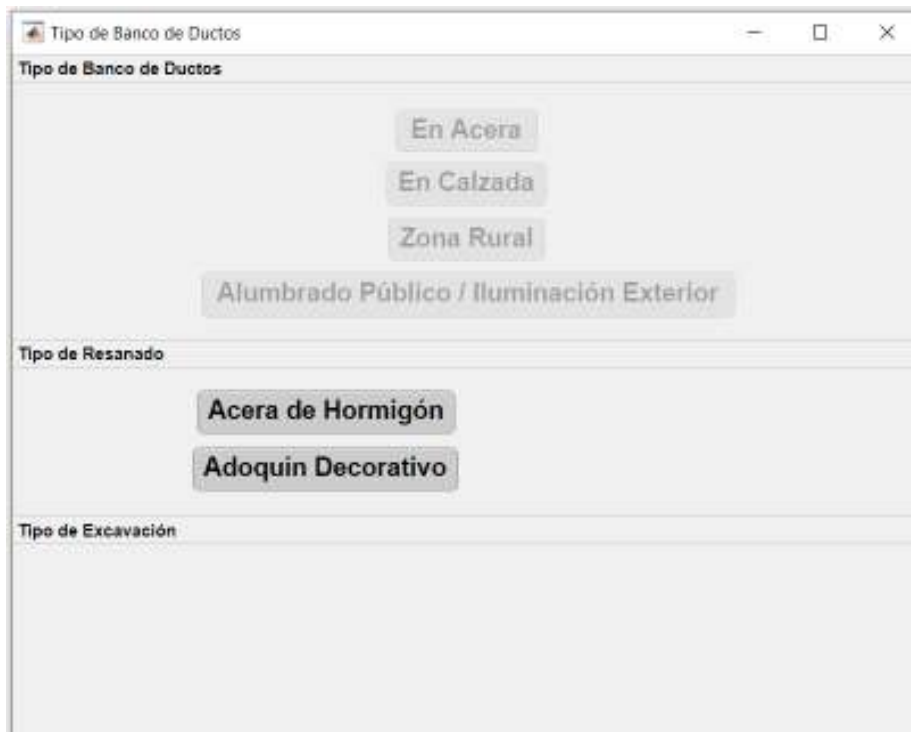 Tipo de Banco de Ductos
Tipo de Banco de Ductos
En Acera
En Calzada
Zona Rural
Alumbrado Público / Iluminación Exterior
Tipo de Resanado
Acera de Hormigón
Adoquin Decorativo
Tipo de Excavación